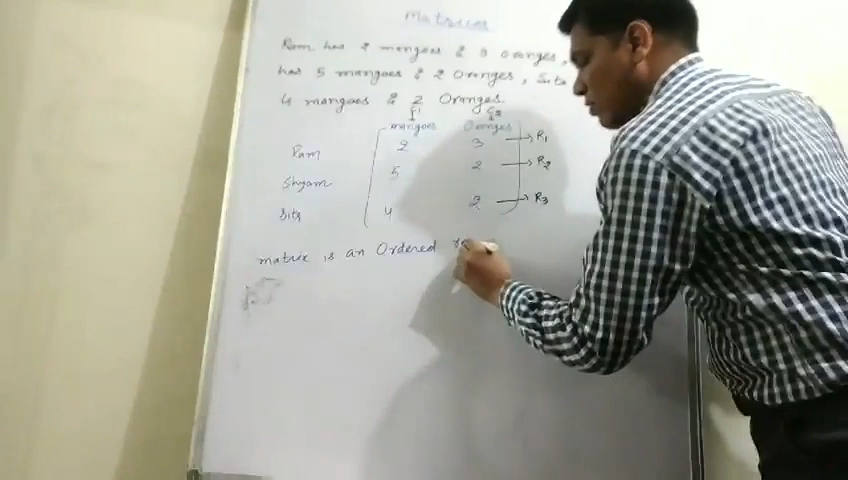 Matrices
Ram has 2 mangoes & 3 Oranges,
has 5 mangoes & 2 Oranges, Sita
4 mangoes & 2 Oranges.
C1 C2
mangoes Oranges
Ram 2 3 → R1
Shyam 5 2 → R2
Sita 4 2 → R3
matrix is an Ordered